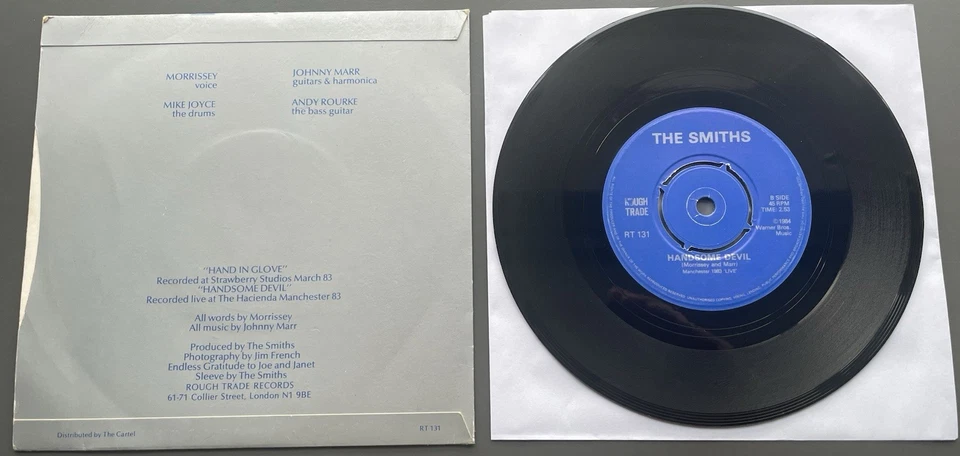 MORRISSEY
voice
JOHNNY MARR
guitars & harmonica
MIKE JOYCE
the drums
ANDY ROURKE
the bass guitar
"HAND IN GLOVE"
Recorded at Strawberry Studios March 83
"HANDSOME DEVIL"
Recorded live at The Hacienda Manchester 83
All words by Morrissey
All music by Johnny Marr
Produced by The Smiths
Photography by Jim French
Endless Gratitude to Joe and Janet
Sleeve by The Smiths
ROUGH TRADE RECORDS
61-71 Collier Street, London N1 9BE
Distributed by The Cartel
RT 131
THE SMITHS
ROUGH
TRADE
RT 131
B SIDE
45 RPM
TIME: 2.53
©1984
Warner Bros.
Music
HANDSOME DEVIL
(Morrissey and Marr)
Manchester 1983 'LIVE'